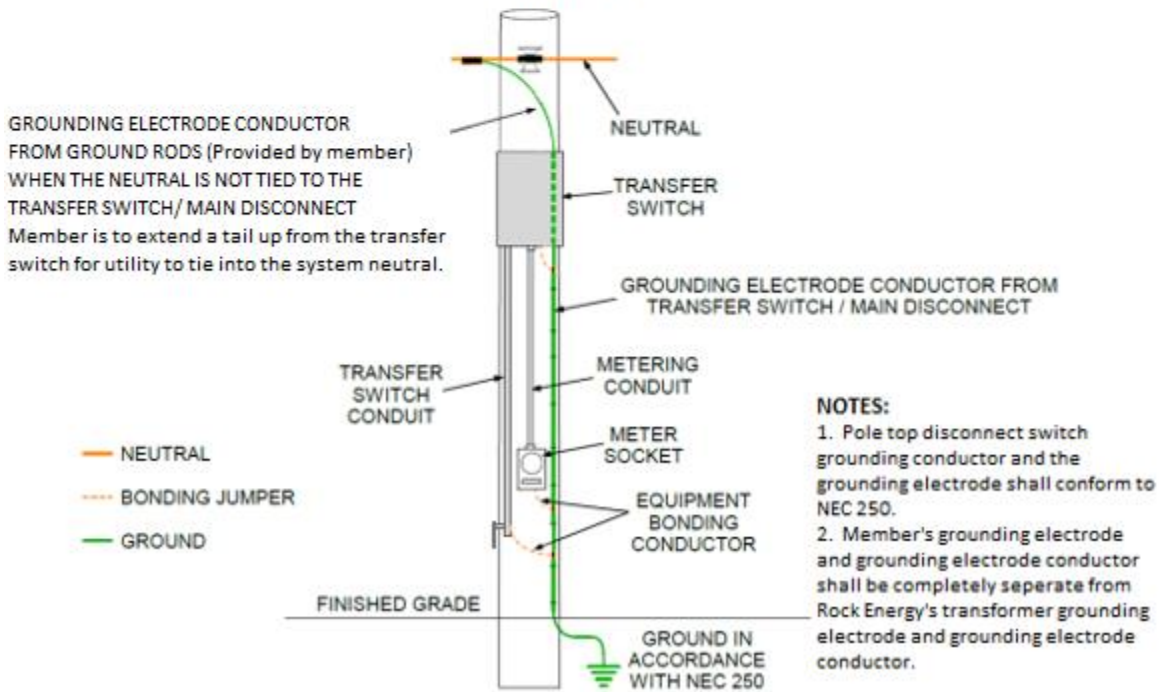 GROUNDING ELECTRODE CONDUCTOR
FROM GROUND RODS (Provided by member)
WHEN THE NEUTRAL IS NOT TIED TO THE
TRANSFER SWITCH/ MAIN DISCONNECT
Member is to extend a tail up from the transfer
switch for utility to tie into the system neutral.
NEUTRAL
TRANSFER
SWITCH
GROUNDING ELECTRODE CONDUCTOR FROM
TRANSFER SWITCH / MAIN DISCONNECT
TRANSFER
SWITCH
CONDUIT
METERING
CONDUIT
METER
SOCKET
EQUIPMENT
BONDING
CONDUCTOR
NEUTRAL
BONDING JUMPER
GROUND
FINISHED GRADE
GROUND IN
ACCORDANCE
WITH NEC 250
NOTES:
1. Pole top disconnect switch
grounding conductor and the
grounding electrode shall conform to
NEC 250.
2. Member's grounding electrode
and grounding electrode conductor
shall be completely seperate from
Rock Energy's transformer grounding
electrode and grounding electrode
conductor.